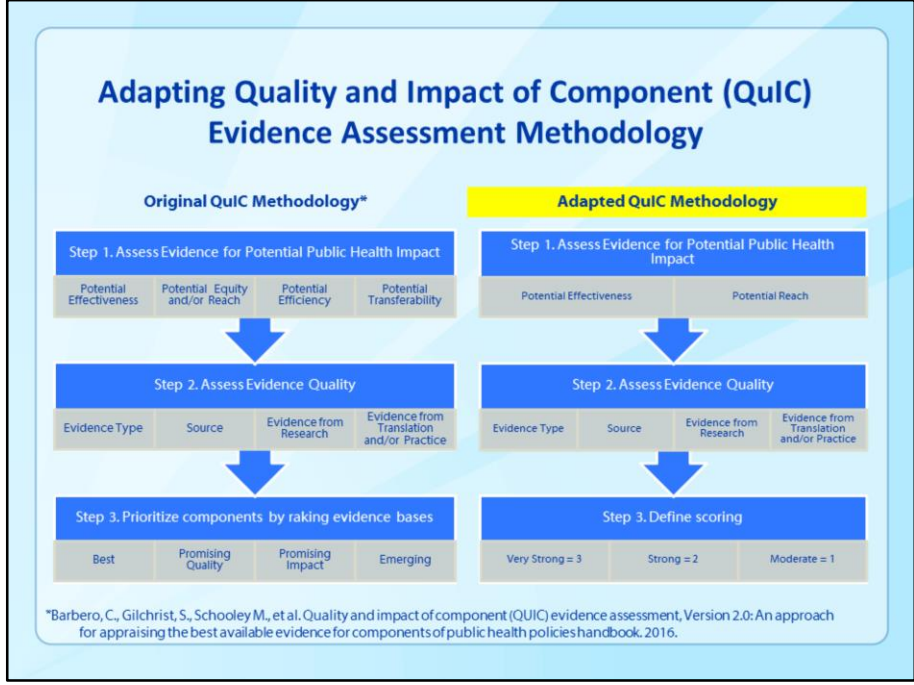 Adapting Quality and Impact of Component (QuIC)
Evidence Assessment Methodology
Original QuIC Methodology*
Step 1. Assess Evidence for Potential Public Health Impact
Potential
Effectiveness
Potential Equity
and/or Reach
Potential
Efficiency
Potential
Transferability
Step 2. Assess Evidence Quality
Evidence Type
Source
Evidence from
Research
Evidence from
Translation
and/or Practice
Step 3. Prioritize components by raking evidence bases
Best
Promising
Quality
Promising
Impact
Emerging
Adapted QuIC Methodology
Step 1. Assess Evidence for Potential Public Health
Impact
Potential Effectiveness
Potential Reach
Step 2. Assess Evidence Quality
Evidence Type
Source
Evidence from
Research
Evidence from
Translation
and/or Practice
Step 3. Define scoring
Very Strong = 3
Strong = 2
Moderate = 1
*Barbero, C., Gilchrist, S., Schooley M., et al. Quality and impact of component (QUIC) evidence assessment, Version 2.0: An approach
for appraising the best available evidence for components of public health policies handbook. 2016.